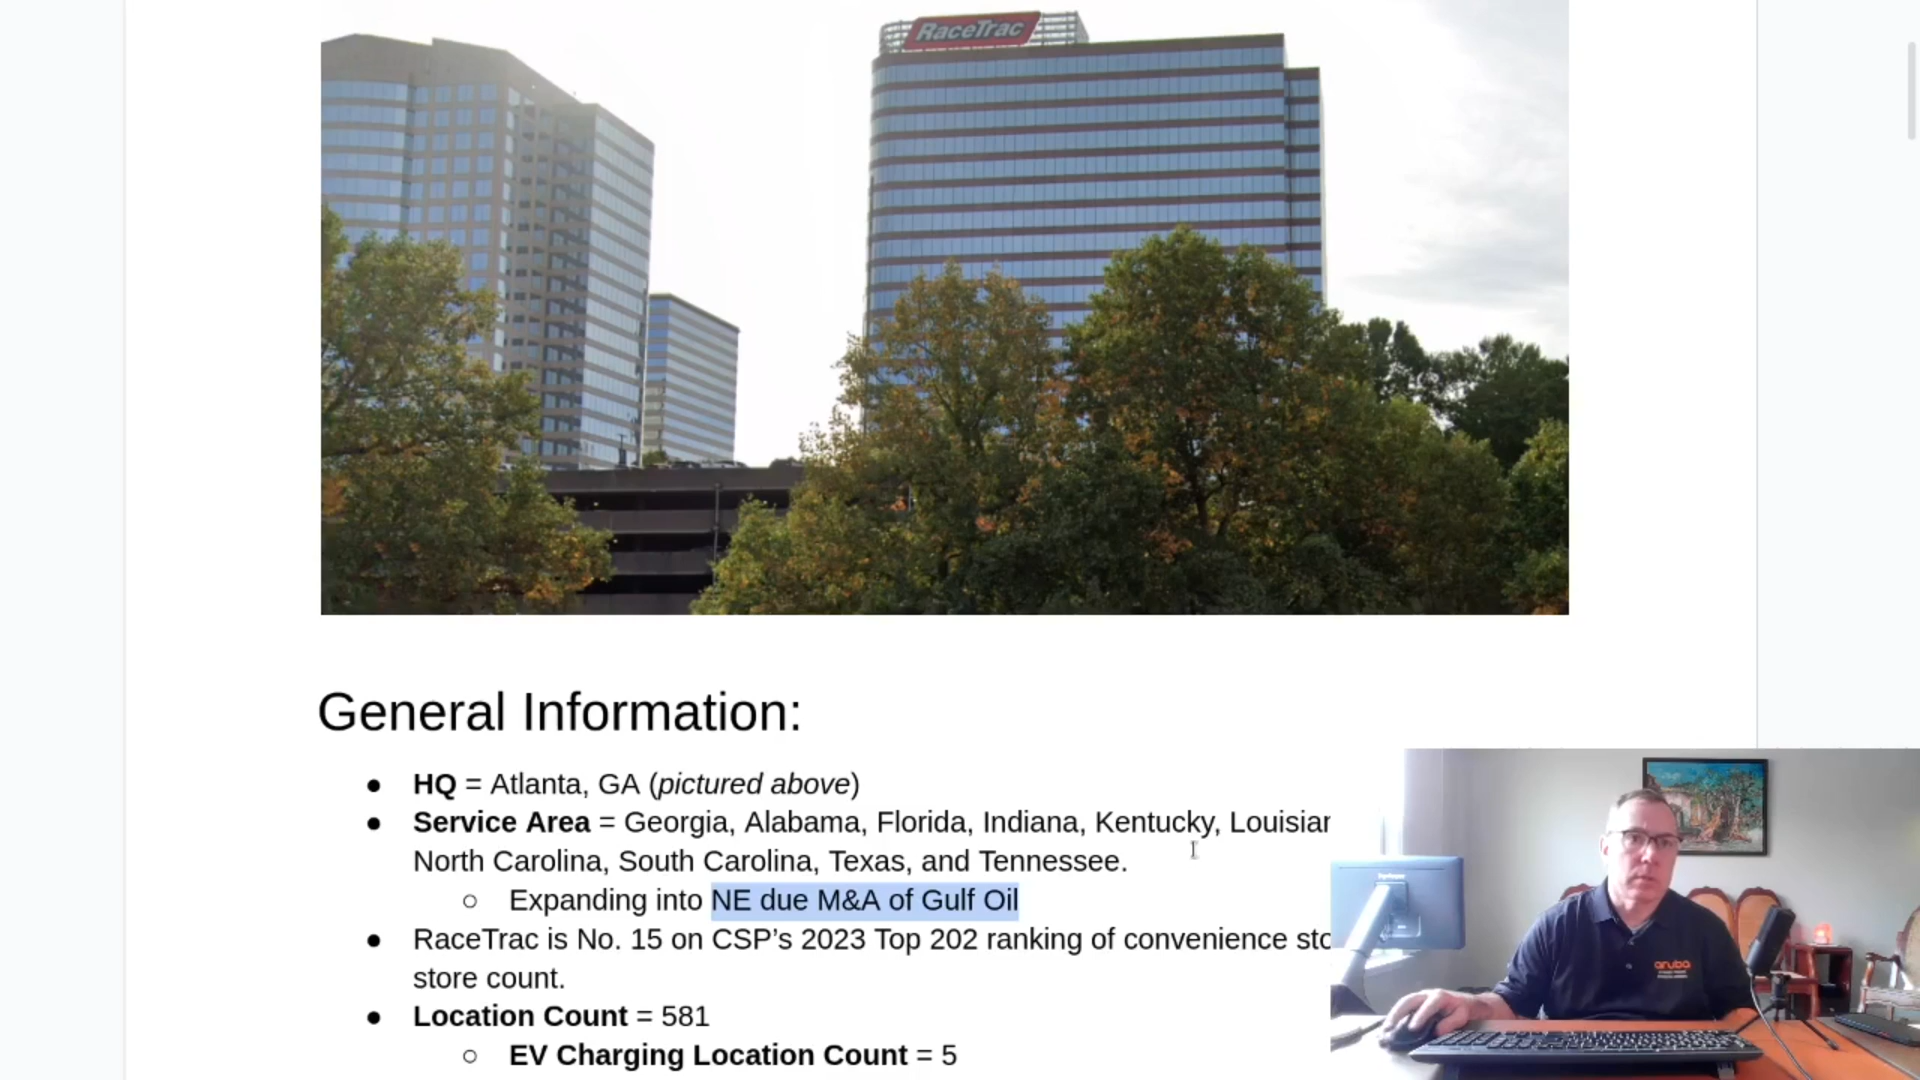 RaceTrac
General Information:
● HQ = Atlanta, GA (pictured above)
● Service Area = Georgia, Alabama, Florida, Indiana, Kentucky,
North Carolina, South Carolina, Texas, and Tennessee.
○ Expanding into NE due M&A of Gulf Oil
● RaceTrac is No. 15 on CSP’s 2023 Top 202 ranking of convenience
store count.
● Location Count = 581
○ EV Charging Location Count = 5
aruba